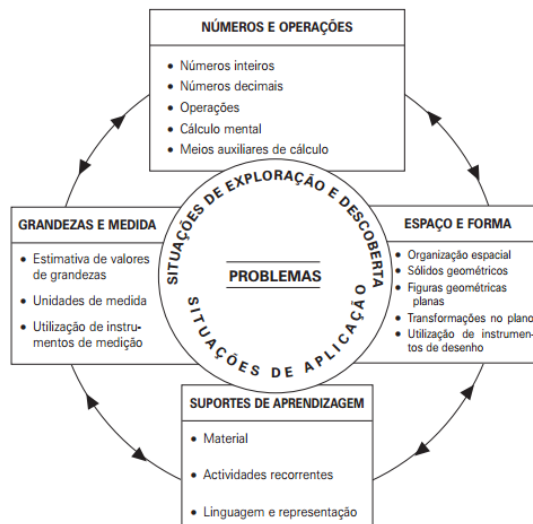 NÚMEROS E OPERAÇÕES
• Números inteiros
• Números decimais
• Operações
• Cálculo mental
• Meios auxiliares de cálculo
GRANDEZAS E MEDIDA
• Estimativa de valores
de grandezas
• Unidades de medida
• Utilização de instru-
mentos de medição
SITUAÇÕES DE EXPLORAÇÃO E DESCOBERTA
PROBLEMAS
SITUAÇÕES DE APLICAÇÃO
ESPAÇO E FORMA
• Organização espacial
• Sólidos geométricos
• Figuras geométricas
planas
• Transformações no plano
• Utilização de instrumen-
tos de desenho
SUPORTES DE APRENDIZAGEM
• Material
• Actividades recorrentes
• Linguagem e representação